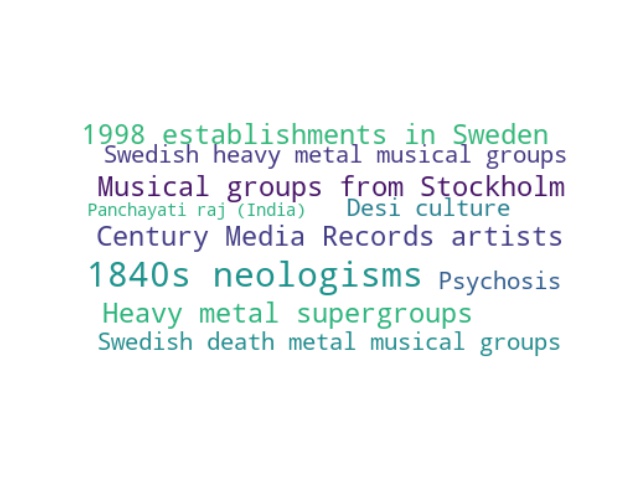 1998 establishments in Sweden
Swedish heavy metal musical groups
Musical groups from Stockholm
Panchayati raj (India) Desi culture
Century Media Records artists
1840s neologisms Psychosis
Heavy metal supergroups
Swedish death metal musical groups